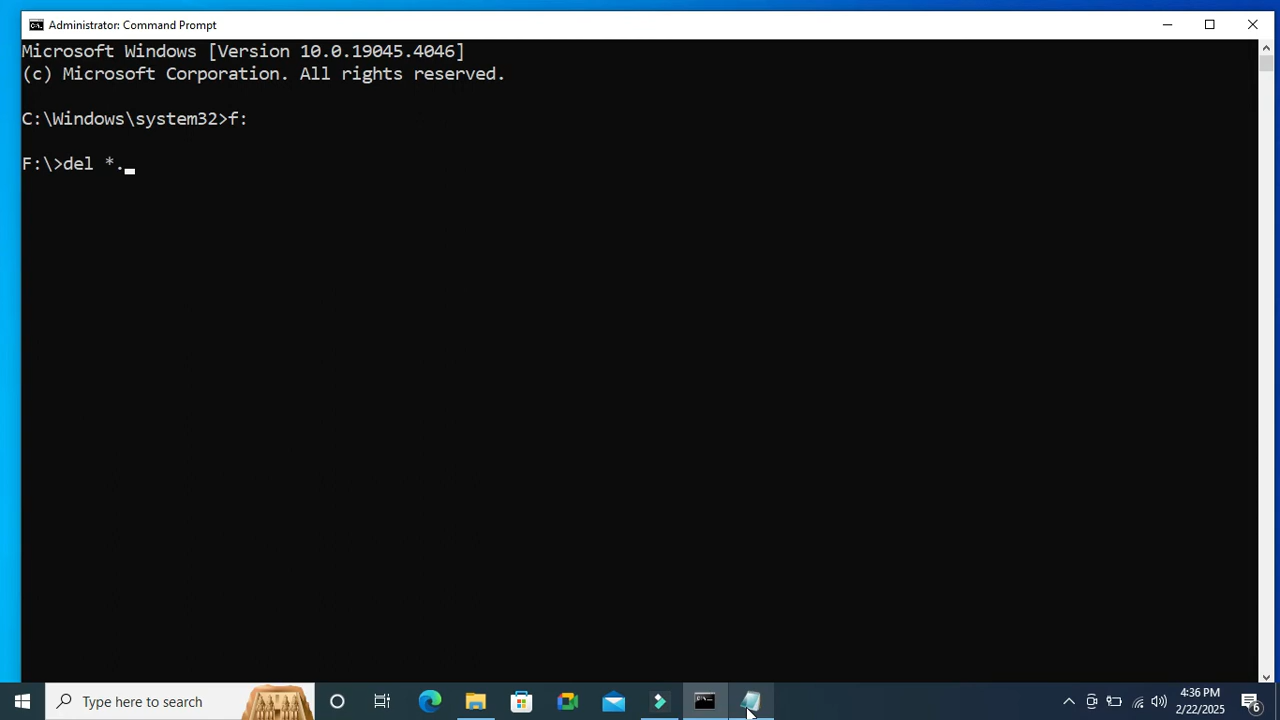 Administrator: Command Prompt
Microsoft Windows [Version 10.0.19045.4046]
(c) Microsoft Corporation. All rights reserved.
C:\Windows\system32>f:
F:\>del *.
Type here to search
4:36 PM
2/22/2025
6